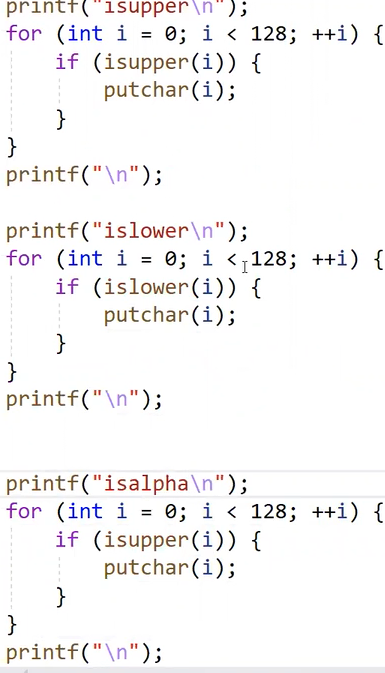 printf("isupper\n");
for (int i = 0; i < 128; ++i) {
if (isupper(i)) {
putchar(i);
}
}
printf("\n");
printf("islower\n");
for (int i = 0; i < 128; ++i) {
if (islower(i)) {
putchar(i);
}
}
printf("\n");
printf("isalpha\n");
for (int i = 0; i < 128; ++i) {
if (isupper(i)) {
putchar(i);
}
}
printf("\n");